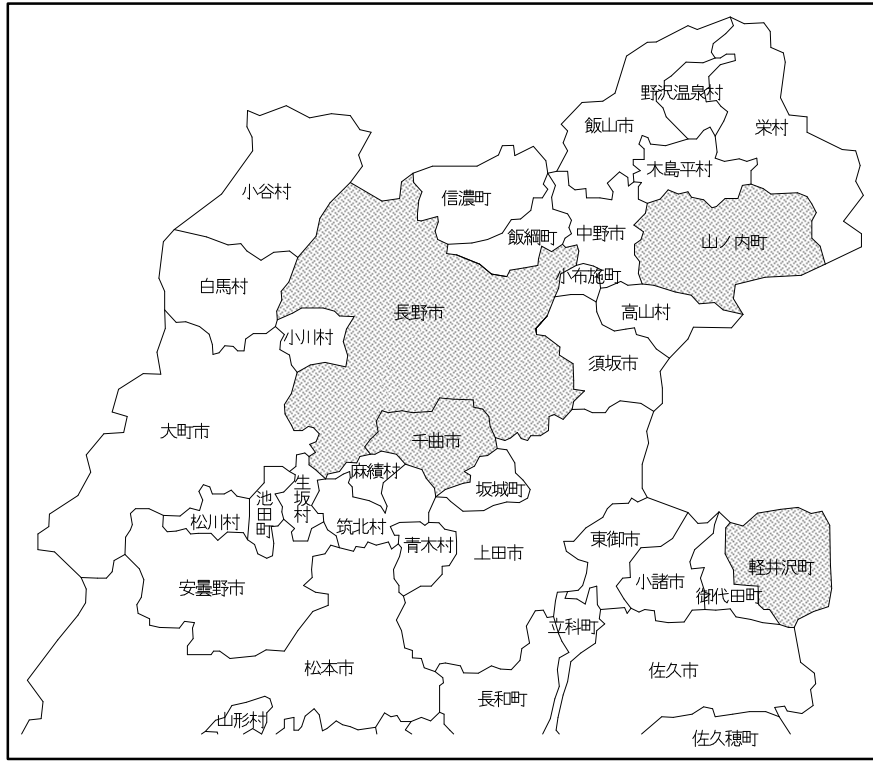 野沢温泉村
飯山市
栄村
木島平村
小谷村
信濃町
飯綱町
中野市
山ノ内町
白馬村
小布施町
長野市
高山村
小川村
須坂市
大町市
千曲市
麻績村
坂城町
生坂村
池田町
松川村
筑北村
青木村
上田市
東御市
軽井沢町
小諸市
御代田町
安曇野市
立科町
松本市
佐久市
長和町
山形村
佐久穂町